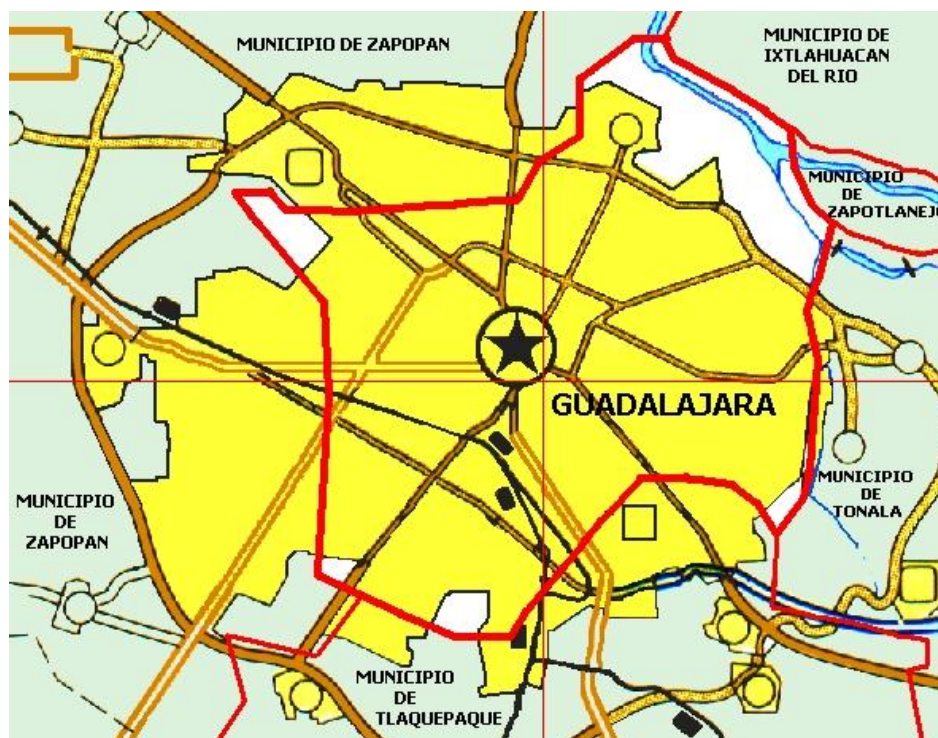 MUNICIPIO DE ZAPOPAN
MUNICIPIO DE
IXTLAHUACAN
DEL RIO
MUNICIPIO
DE
ZAPOTLANEJO
GUADALAJARA
MUNICIPIO
DE
ZAPOPAN
MUNICIPIO
DE
TONALA
MUNICIPIO
DE
TLAQUEPAQUE